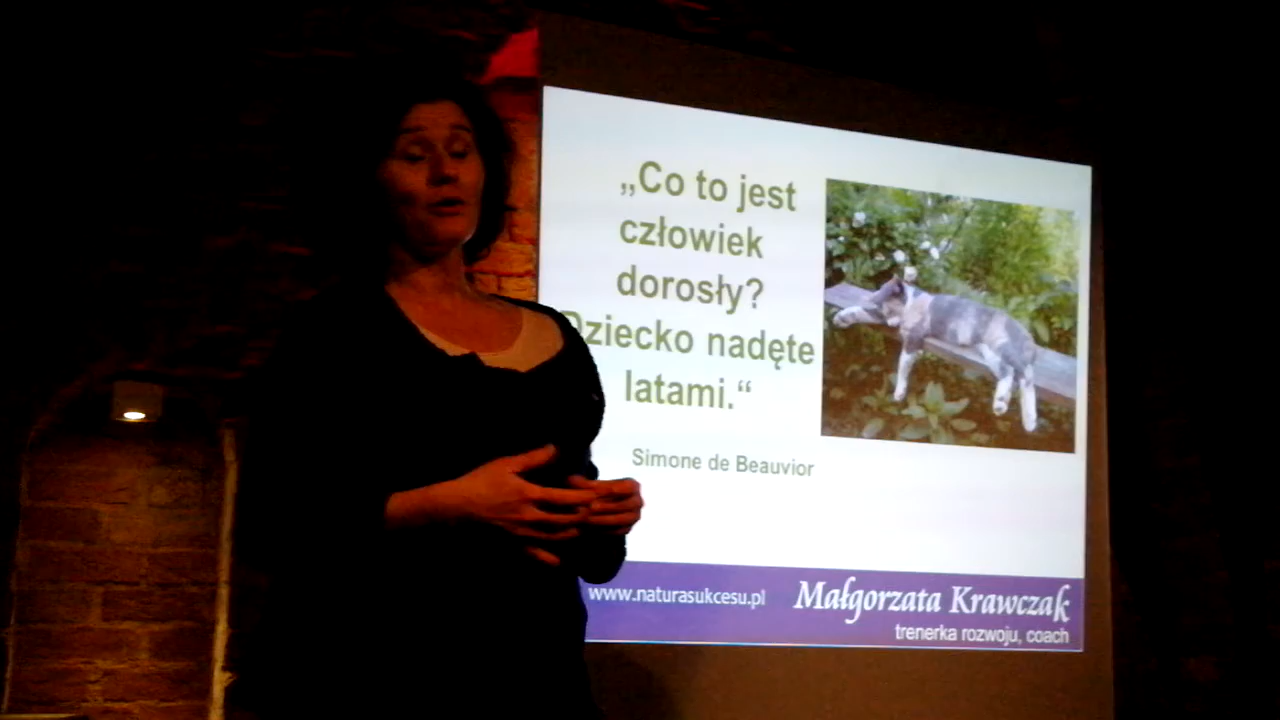 „Co to jest
człowiek
dorosły?
Dziecko nadęte
latami.“
Simone de Beauvior
www.naturasukcesu.pl
Małgorzata Krawczak
trenerka rozwoju, coach